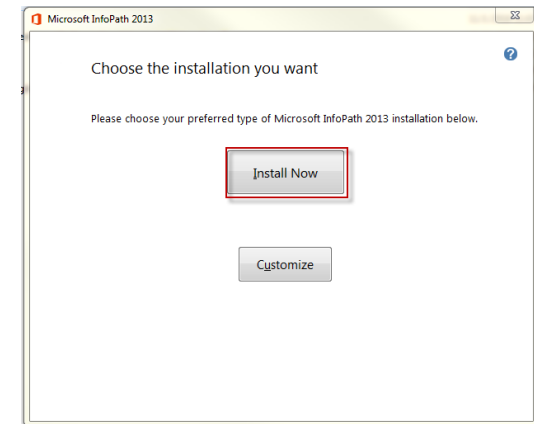 Microsoft InfoPath 2013
Choose the installation you want
Please choose your preferred type of Microsoft InfoPath 2013 installation below.
Install Now
Customize